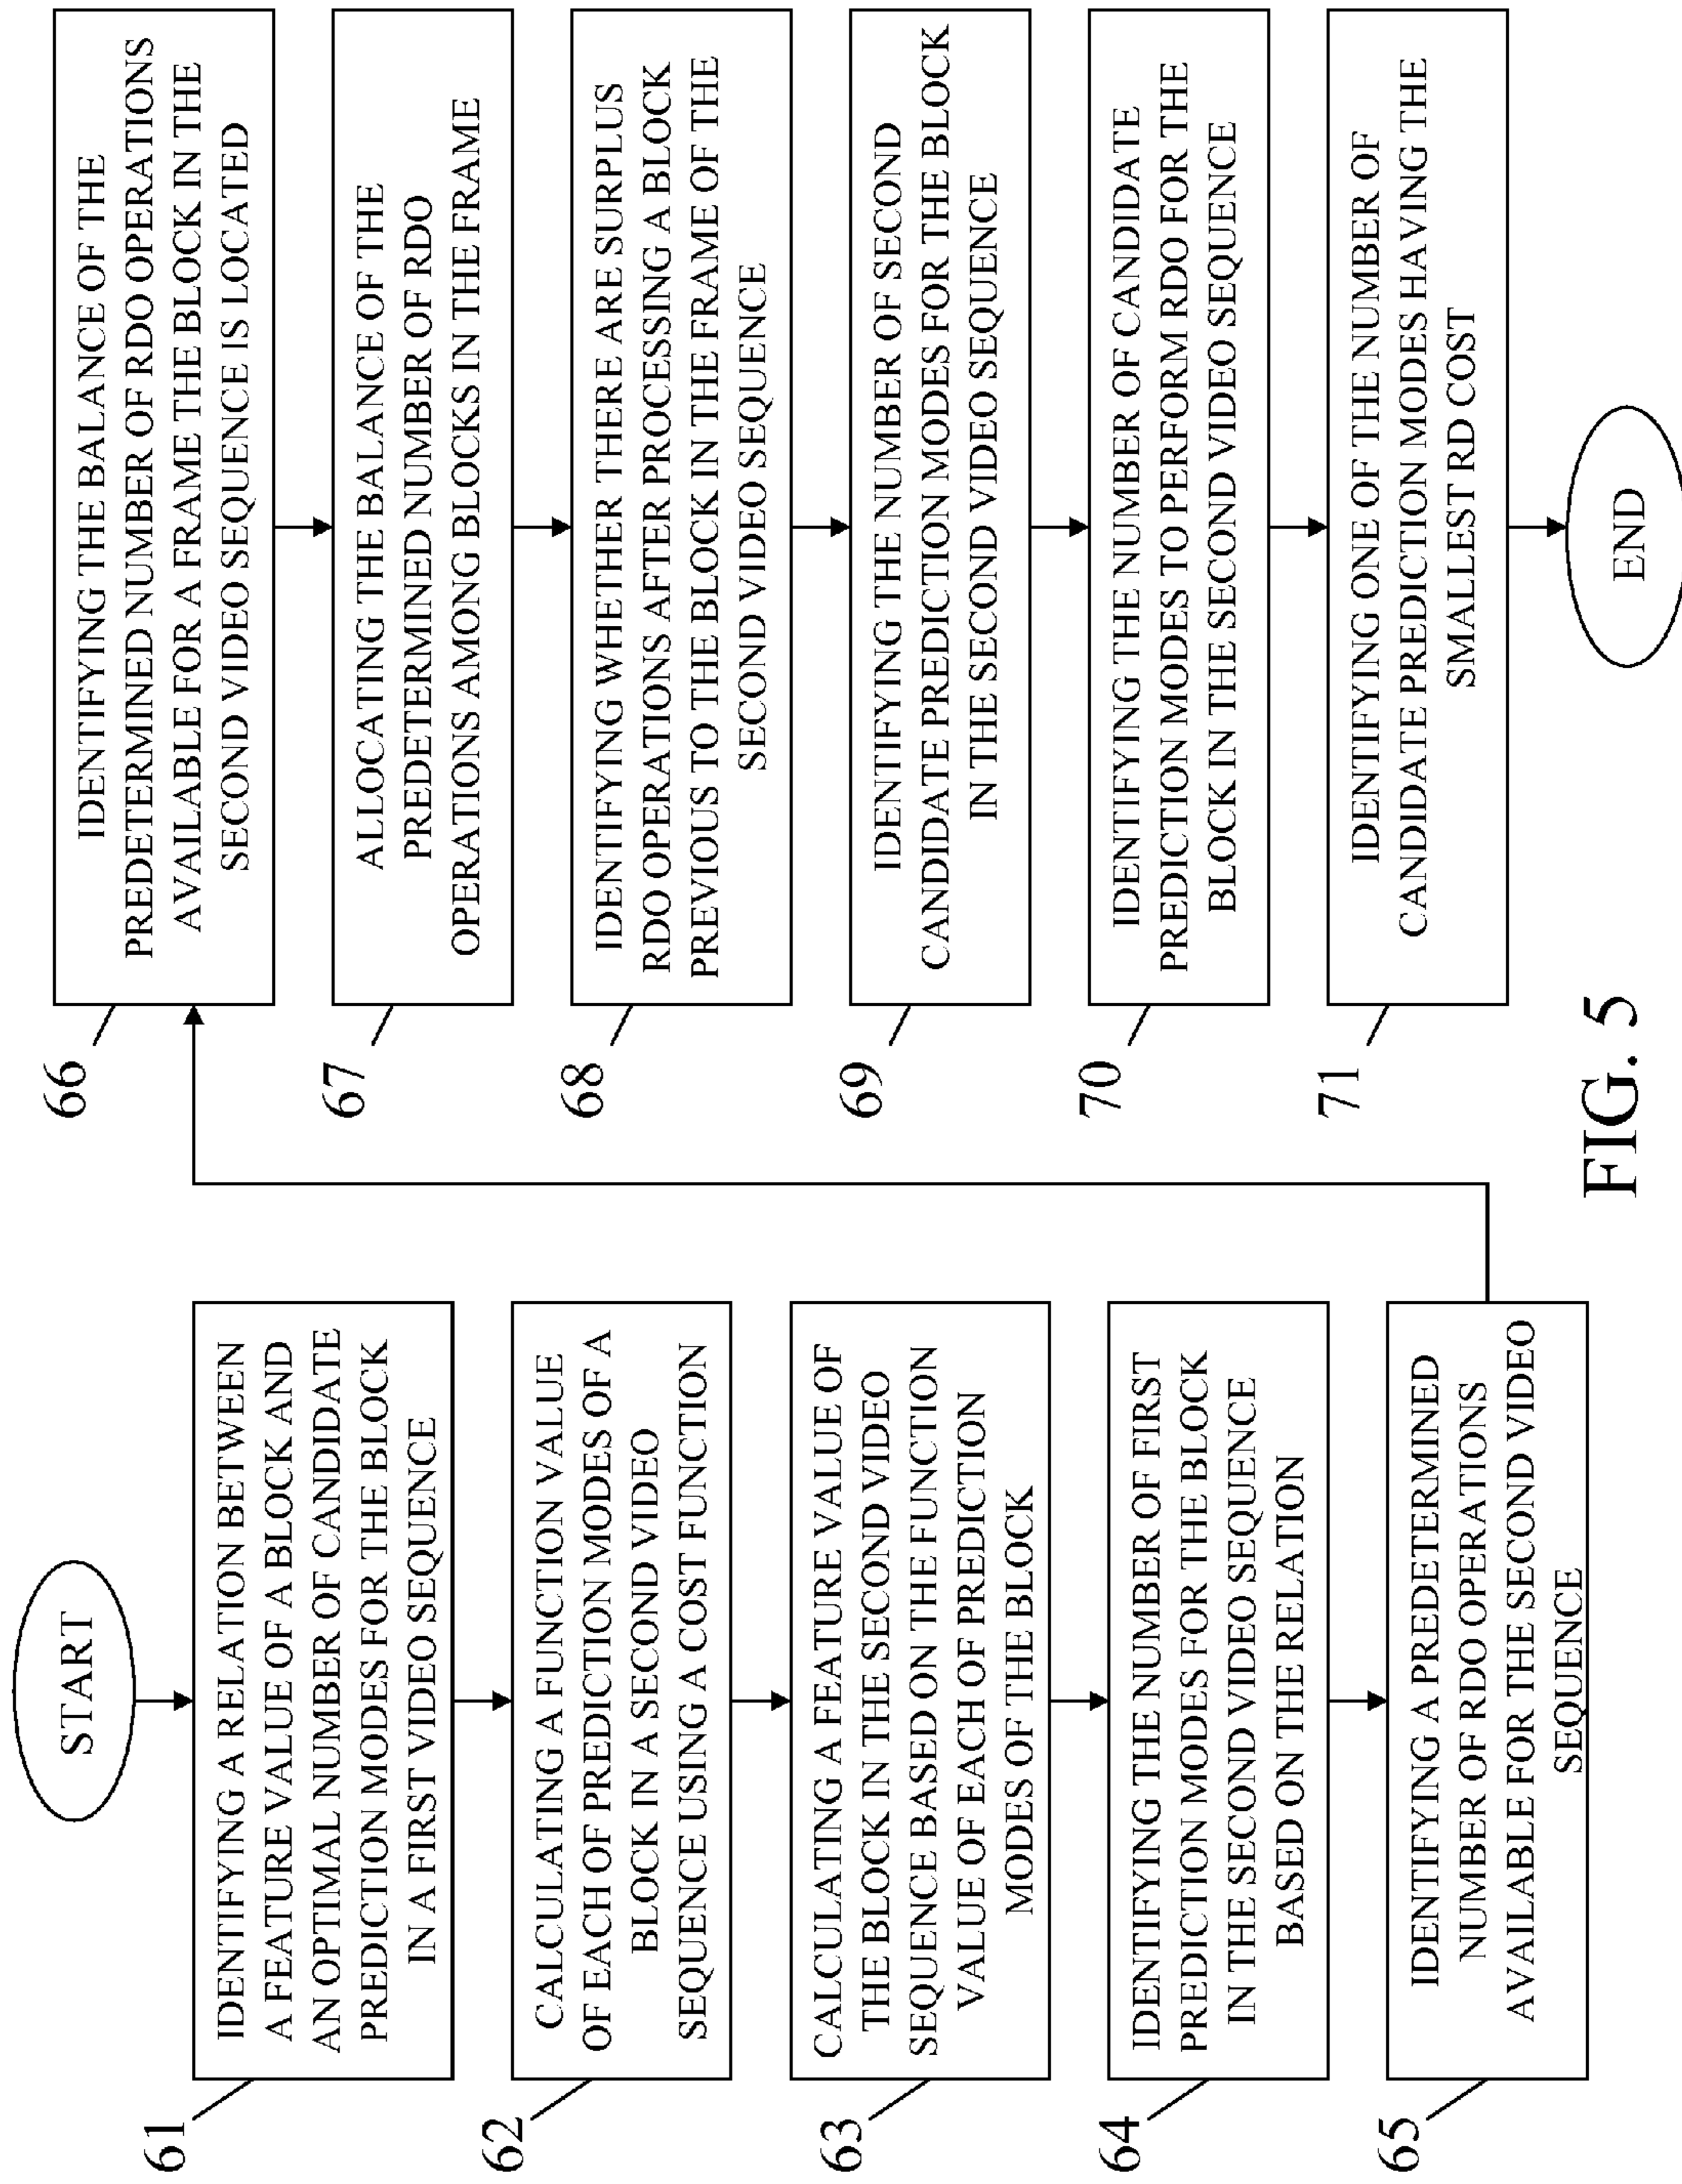 START
61
IDENTIFYING A RELATION BETWEEN
A FEATURE VALUE OF A BLOCK AND
AN OPTIMAL NUMBER OF CANDIDATE
PREDICTION MODES FOR THE BLOCK
IN A FIRST VIDEO SEQUENCE
62
CALCULATING A FUNCTION VALUE
OF EACH OF PREDICTION MODES OF A
BLOCK IN A SECOND VIDEO
SEQUENCE USING A COST FUNCTION
63
CALCULATING A FEATURE VALUE OF
THE BLOCK IN THE SECOND VIDEO
SEQUENCE BASED ON THE FUNCTION
VALUE OF EACH OF PREDICTION
MODES OF THE BLOCK
64
IDENTIFYING THE NUMBER OF FIRST
PREDICTION MODES FOR THE BLOCK
IN THE SECOND VIDEO SEQUENCE
BASED ON THE RELATION
65
IDENTIFYING A PREDETERMINED
NUMBER OF RDO OPERATIONS
AVAILABLE FOR THE SECOND VIDEO
SEQUENCE
66
IDENTIFYING THE BALANCE OF THE
PREDETERMINED NUMBER OF RDO OPERATIONS
AVAILABLE FOR A FRAME THE BLOCK IN THE
SECOND VIDEO SEQUENCE IS LOCATED
67
ALLOCATING THE BALANCE OF THE
PREDETERMINED NUMBER OF RDO
OPERATIONS AMONG BLOCKS IN THE FRAME
68
IDENTIFYING WHETHER THERE ARE SURPLUS
RDO OPERATIONS AFTER PROCESSING A BLOCK
PREVIOUS TO THE BLOCK IN THE FRAME OF THE
SECOND VIDEO SEQUENCE
69
IDENTIFYING THE NUMBER OF SECOND
CANDIDATE PREDICTION MODES FOR THE BLOCK
IN THE SECOND VIDEO SEQUENCE
70
IDENTIFYING THE NUMBER OF CANDIDATE
PREDICTION MODES TO PERFORM RDO FOR THE
BLOCK IN THE SECOND VIDEO SEQUENCE
71
IDENTIFYING ONE OF THE NUMBER OF
CANDIDATE PREDICTION MODES HAVING THE
SMALLEST RD COST
END
FIG. 5